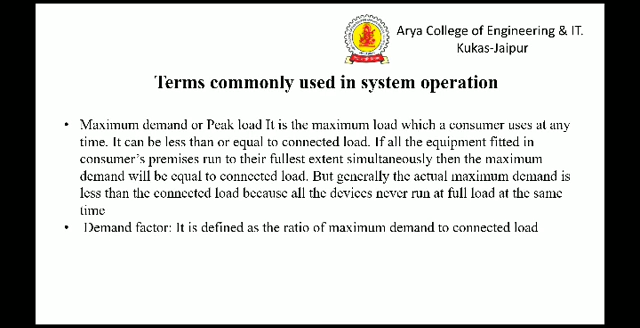 Arya College of Engineering & IT.
Kukas-Jaipur
Terms commonly used in system operation
• Maximum demand or Peak load It is the maximum load which a consumer uses at any
time. It can be less than or equal to connected load. If all the equipment fitted in
consumer's premises run to their fullest extent simultaneously then the maximum
demand will be equal to connected load. But generally the actual maximum demand is
less than the connected load because all the devices never run at full load at the same
time
• Demand factor: It is defined as the ratio of maximum demand to connected load